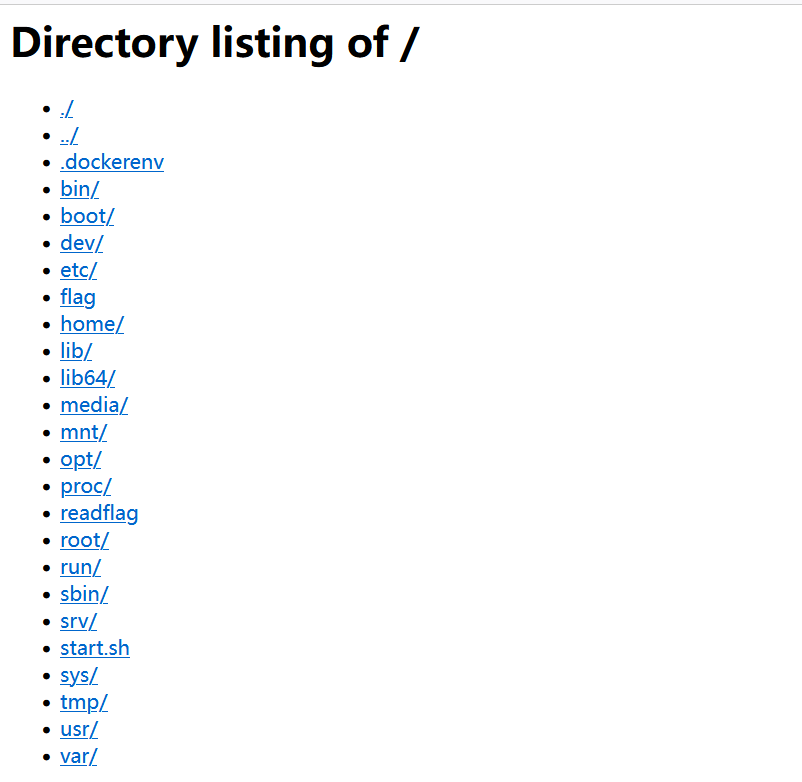 Directory listing of /
./
../
.dockerenv
bin/
boot/
dev/
etc/
flag
home/
lib/
lib64/
media/
mnt/
opt/
proc/
readflag
root/
run/
sbin/
srv/
start.sh
sys/
tmp/
usr/
var/